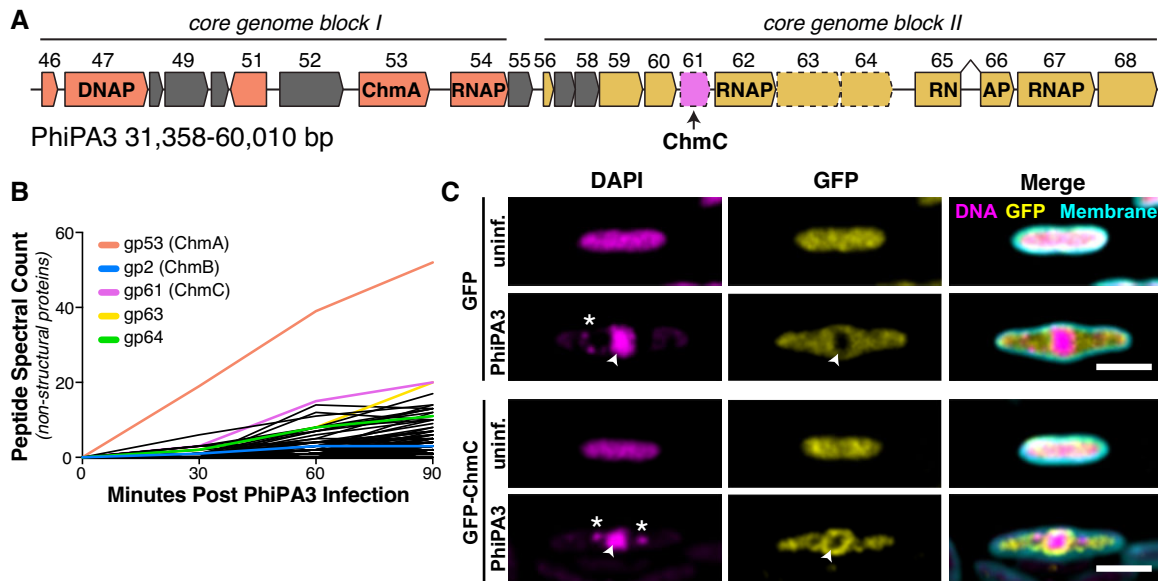 A
core genome block I
core genome block II
46 47 49 51 52 53 54 55 56 58 59 60 61 62 63 64 65 66 67 68
DNAP ChmA RNAP RNAP RN AP RNAP
PhiPA3 31,358-60,010 bp
ChmC
B
Peptide Spectral Count
(non-structural proteins)
60
40
20
0
gp53 (ChmA)
gp2 (ChmB)
gp61 (ChmC)
gp63
gp64
0 30 60 90
Minutes Post PhiPA3 Infection
C
DAPI GFP Merge
DNA GFP Membrane
GFP
uninf.
PhiPA3
*
GFP-ChmC
uninf.
PhiPA3
* *